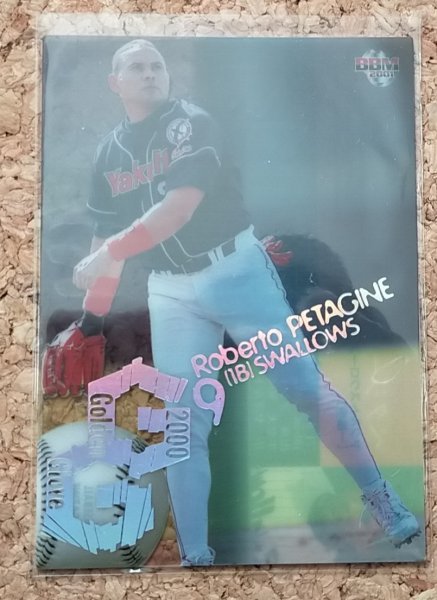 BBM
2001
Yakult
Roberto PETAGINE
9 (1B) SWALLOWS
2000
Golden
Glove